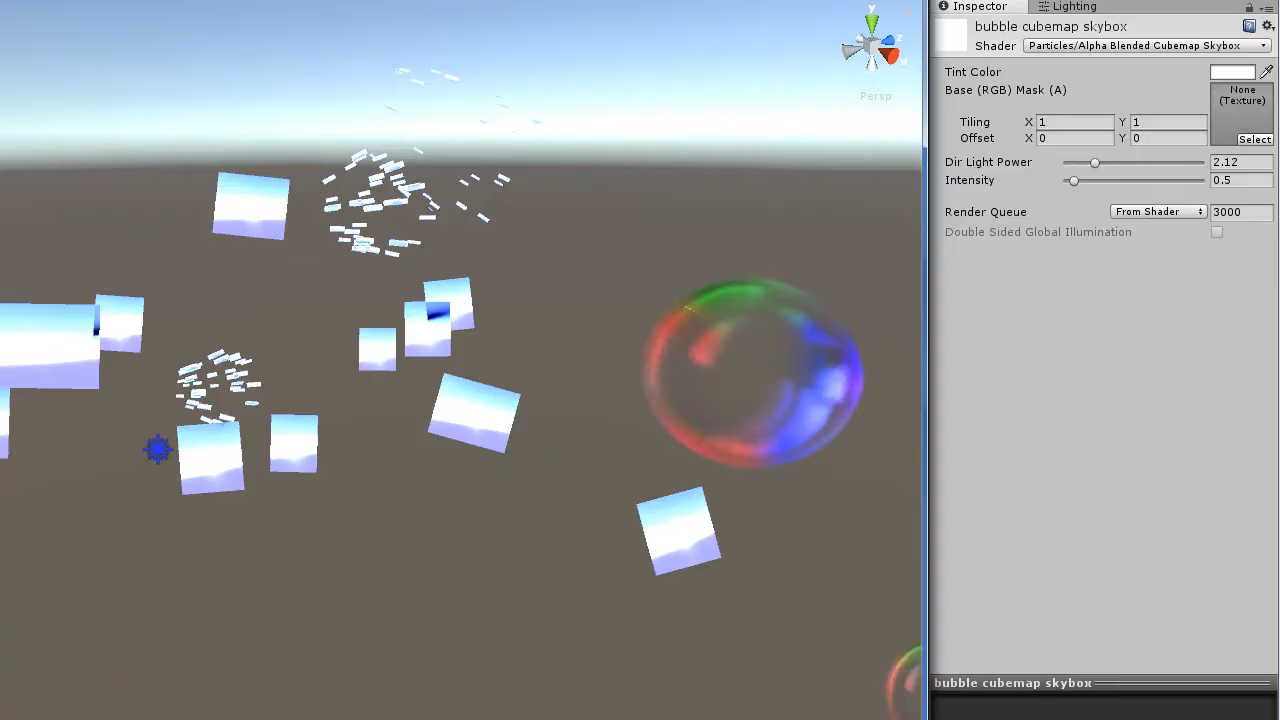 y
z
x
Persp
Inspector
Lighting
bubble cubemap skybox
Shader
Particles/Alpha Blended Cubemap Skybox
Tint Color
Base (RGB) Mask (A)
None
(Texture)
Tiling X 1 Y 1
Offset X 0 Y 0
Select
Dir Light Power 2.12
Intensity 0.5
Render Queue From Shader 3000
Double Sided Global Illumination
bubble cubemap skybox